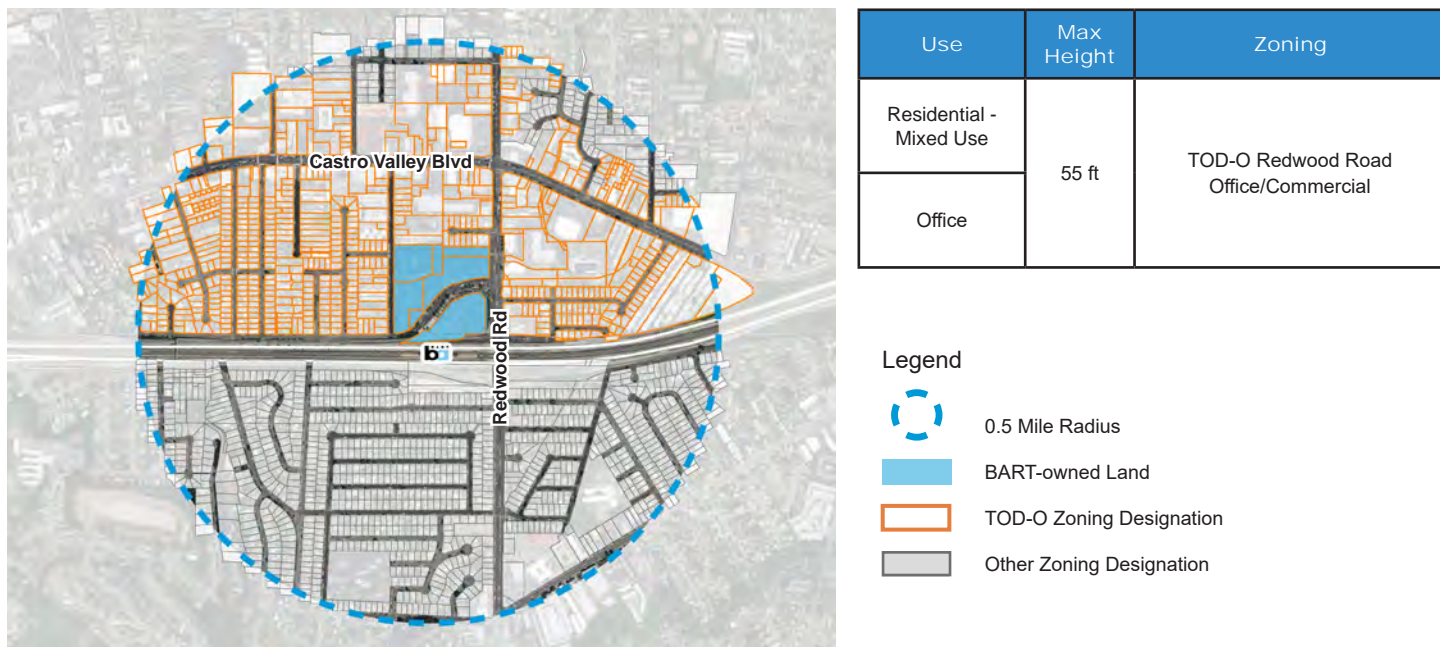 Castro Valley Blvd
Redwood Rd
ba
Use
Max
Height
Zoning
Residential -
Mixed Use
55 ft
TOD-O Redwood Road
Office/Commercial
Office
Legend
0.5 Mile Radius
BART-owned Land
TOD-O Zoning Designation
Other Zoning Designation